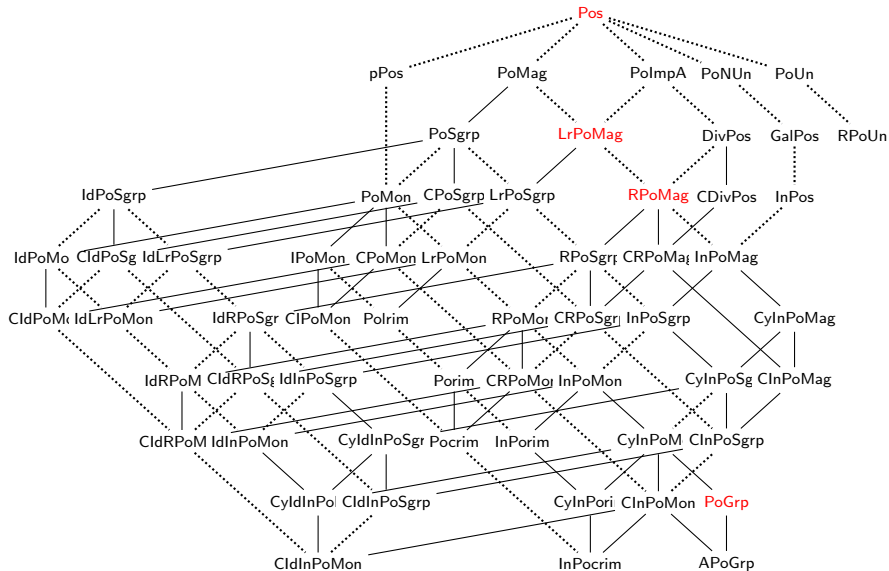 Pos
pPos PoMag PoImpA PoNUn PoUn
PoSgrp LrPoMag DivPos GalPos RPoUn
IdPoSgrp PoMon CPoSgrp LrPoSgrp RPoMag CDivPos InPos
IdPoMo CIdPoSg IdLrPoSgrp IPoMon CPoMon LrPoMon RPoSgrp CRPoMag InPoMag
CIdPoMo IdLrPoMon IdRPoSgr CIPoMon Polrim RPoMon CRPoSgrp InPoSgrp CyInPoMag
IdRPoM CIdRPoSg IdInPoSgrp Porim CRPoMon InPoMon CyInPoSg CInPoMag
CIdRPoM IdInPoMon CyIdInPoSgr Pocrim InPorim CyInPoM CInPoSgrp
CyIdInPoI CIdInPoSgrp CyInPori CInPoMon PoGrp
CIdInPoMon InPocrim APoGrp